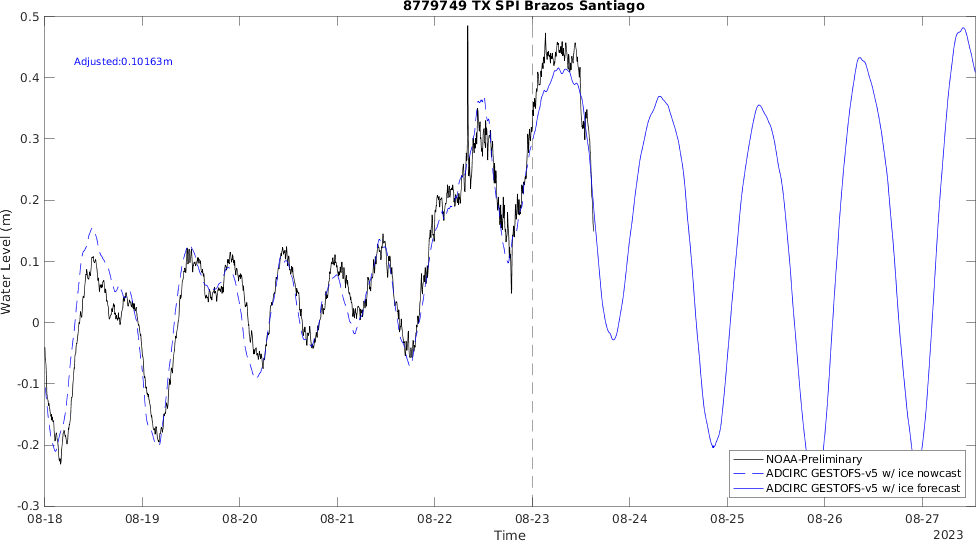 8779749 TX SPI Brazos Santiago
0.5
Adjusted:0.10163m
0.4
0.3
0.2
0.1
0
-0.1
-0.2
-0.3
Water Level (m)
NOAA-Preliminary
ADCIRC GESTOFS-v5 w/ ice nowcast
ADCIRC GESTOFS-v5 w/ ice forecast
08-18 08-19 08-20 08-21 08-22 08-23 08-24 08-25 08-26 08-27
Time
2023